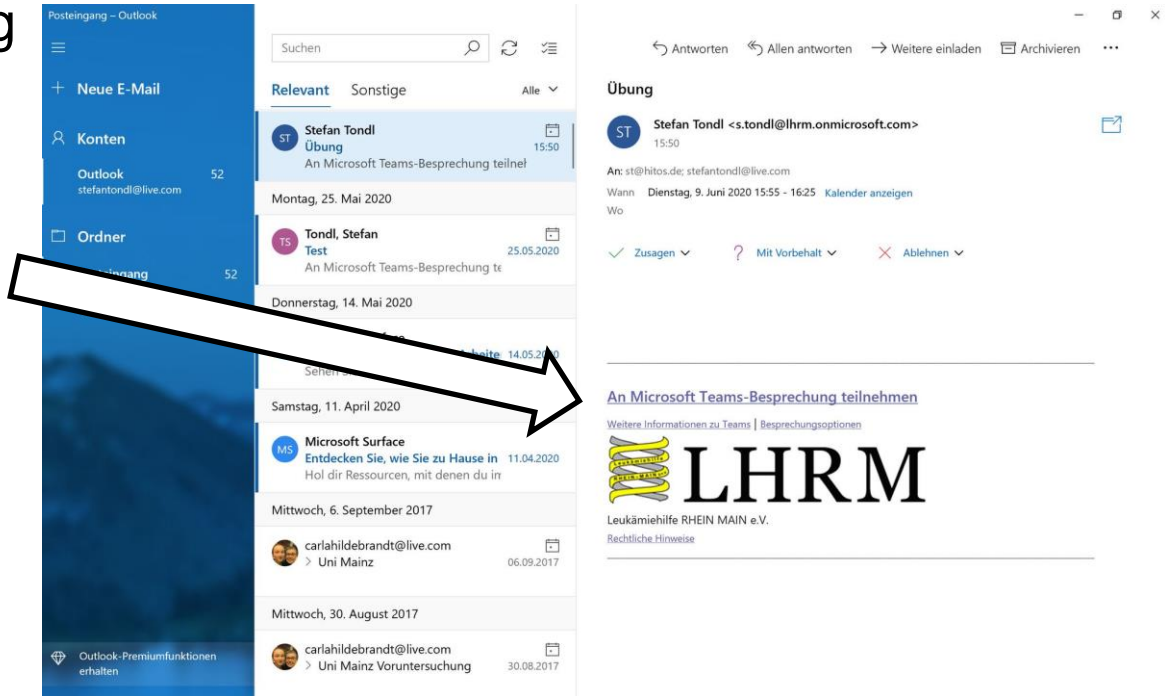 g
Posteingang – Outlook
Neue E-Mail
Konten
Outlook 52
stefantondl@live.com
Ordner
52
Outlook-Premiumfunktionen
erhalten
Suchen
Relevant Sonstige Alle
ST
Stefan Tondl
Übung 15:50
An Microsoft Teams-Besprechung
Montag, 25. Mai 2020
TS
Tondl, Stefan
Test 25.05.2020
An Microsoft Teams-Besprechung
Donnerstag, 14. Mai 2020
14.05.2020
Samstag, 11. April 2020
MS
Microsoft Surface
Entdecken Sie, wie Sie zu Hause in 11.04.2020
Hol dir Ressourcen, mit denen du
Mittwoch, 6. September 2017
carlahildebrandt@live.com
> Uni Mainz 06.09.2017
Mittwoch, 30. August 2017
carlahildebrandt@live.com
> Uni Mainz Voruntersuchung 30.08.2017
Antworten Allen antworten Weitere einladen Archivieren
Übung
ST
Stefan Tondl <s.tondl@lhrm.onmicrosoft.com>
15:50
An: st@hitos.de; stefantondl@live.com
Wann Dienstag, 9. Juni 2020 15:55 - 16:25 Kalender anzeigen
Wo
Zusagen ? Mit Vorbehalt Ablehnen
An Microsoft Teams-Besprechung teilnehmen
Weitere Informationen zu Teams | Besprechungsoptionen
LHRM
Leukämiehilfe RHEIN MAIN e.V.
Rechtliche Hinweise